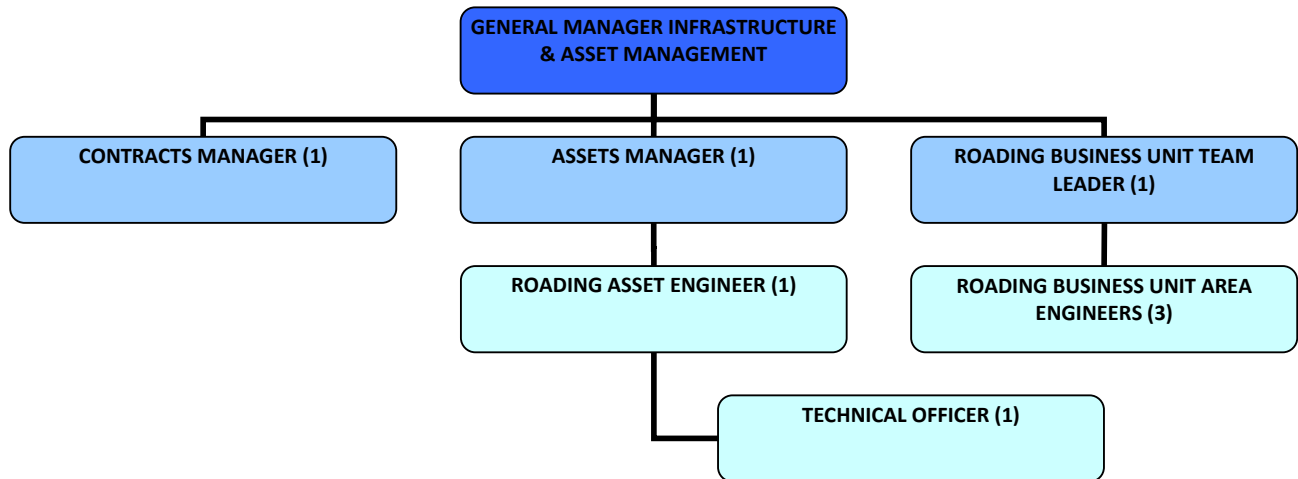 GENERAL MANAGER INFRASTRUCTURE
& ASSET MANAGEMENT
CONTRACTS MANAGER (1)
ASSETS MANAGER (1)
ROADING BUSINESS UNIT TEAM
LEADER (1)
ROADING ASSET ENGINEER (1)
ROADING BUSINESS UNIT AREA
ENGINEERS (3)
TECHNICAL OFFICER (1)